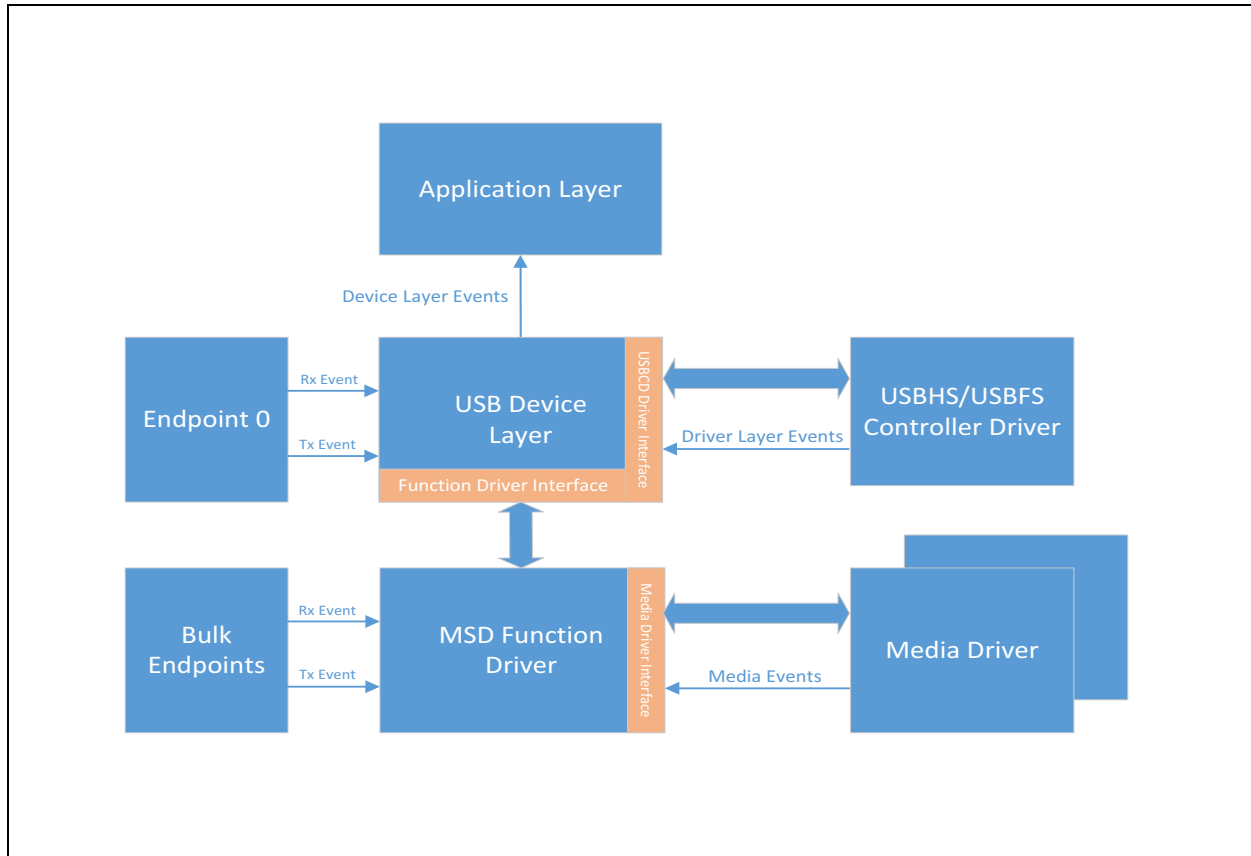 Application Layer
Device Layer Events
Endpoint 0
Rx Event
Tx Event
USB Device
Layer
USBCD Driver Interface
Function Driver Interface
Driver Layer Events
USBHS/USBFS
Controller Driver
Bulk
Endpoints
Rx Event
Tx Event
MSD Function
Driver
Media Driver Interface
Media Events
Media Driver